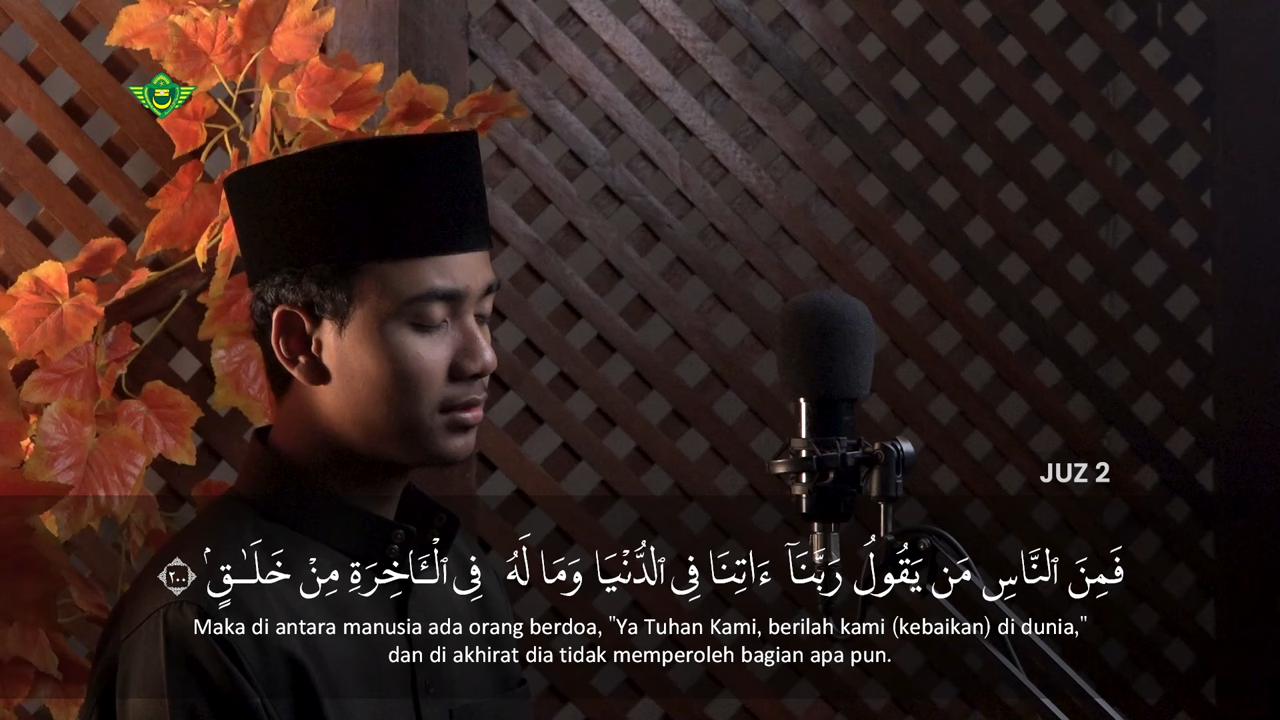 JUZ 2
فَمِنَ ٱلنَّاسِ مَن يَقُولُ رَبَّنَآ ءَاتِنَا فِى ٱلدُّنْيَا وَمَا لَهُۥ فِى ٱلْـَٔاخِرَةِ مِنْ خَلَـٰقٍۢ ٢٠٠
Maka di antara manusia ada orang berdoa, "Ya Tuhan Kami, berilah kami (kebaikan) di dunia,"
dan di akhirat dia tidak memperoleh bagian apa pun.